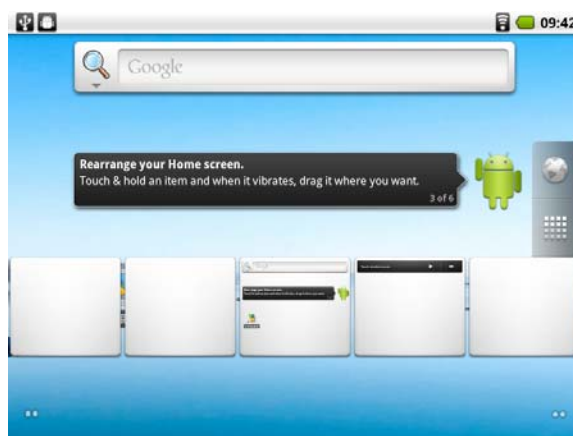 09:42
Google
Rearrange your Home screen.
Touch & hold an item and when it vibrates, drag it where you want.
3 of 6